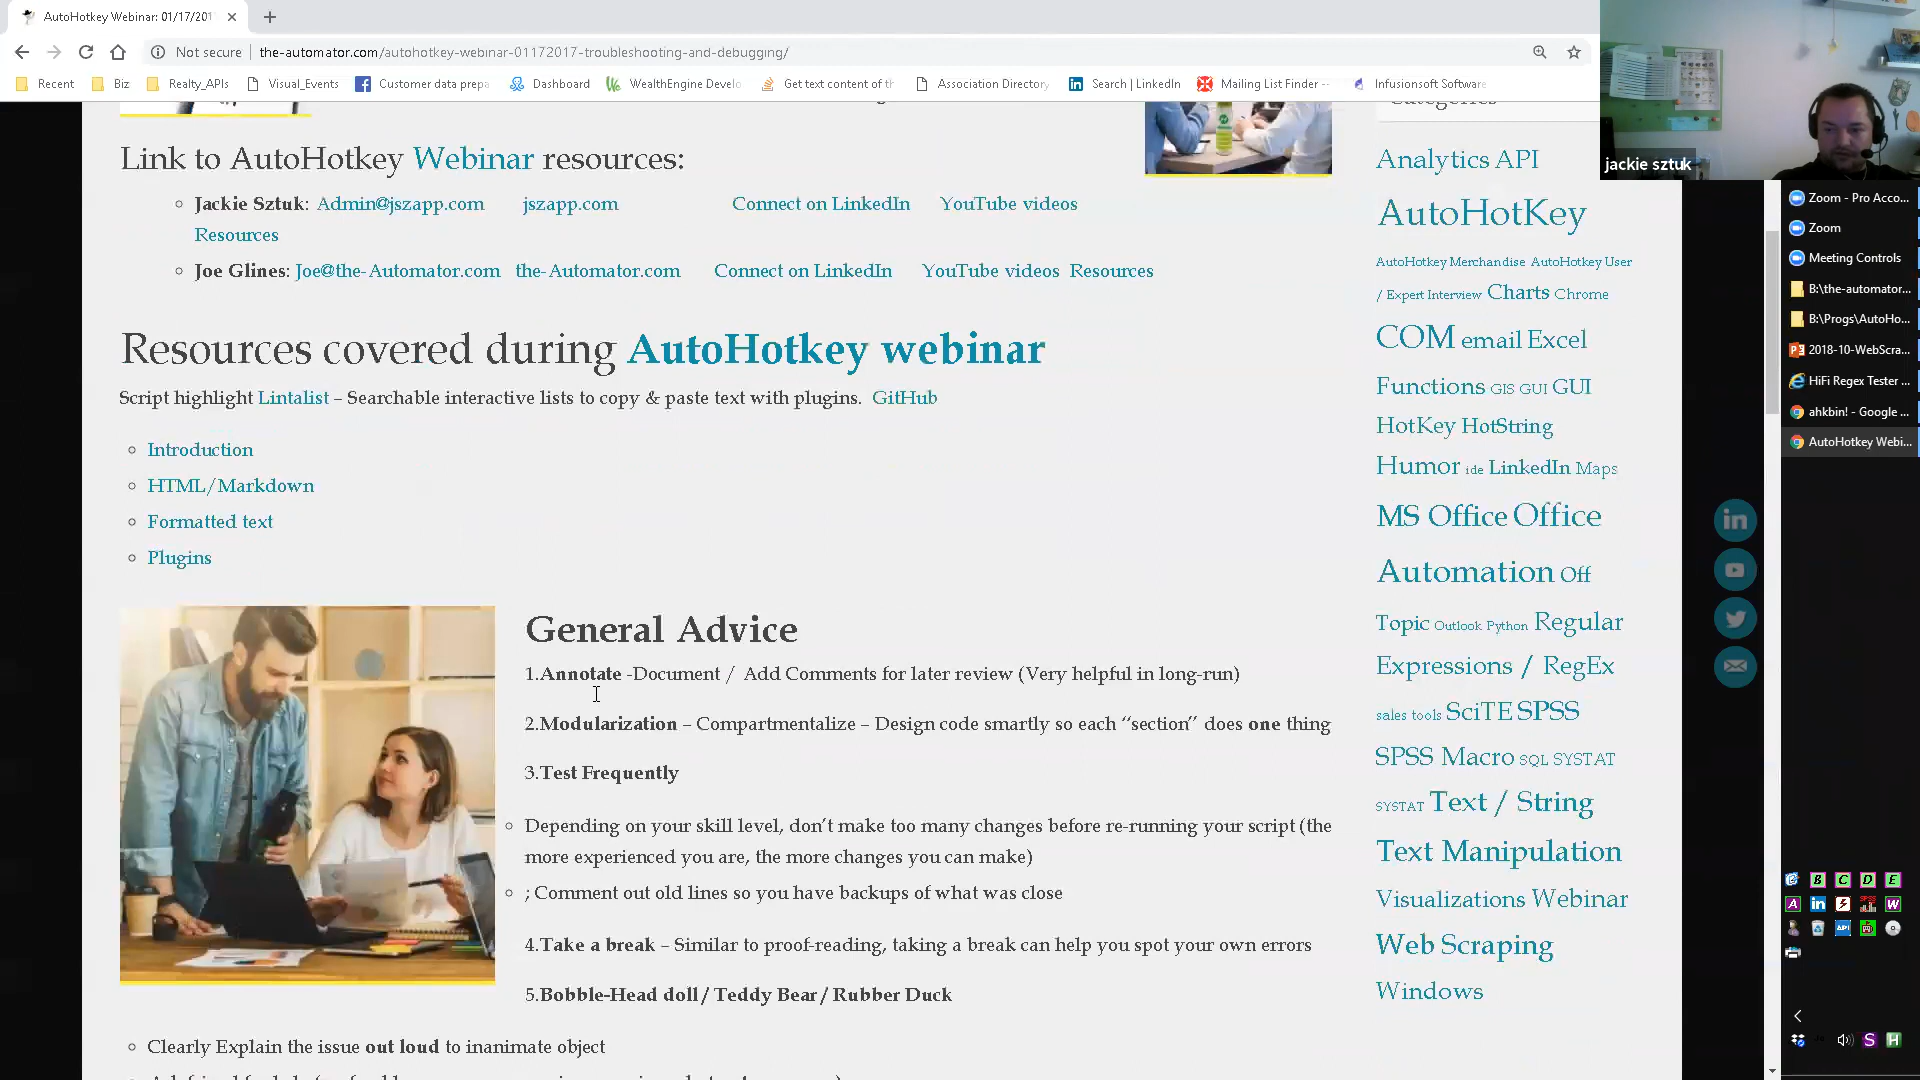 AutoHotkey Webinar: 01/17/201
Not secure
the-automator.com/autohotkey-webinar-01172017-troubleshooting-and-debugging/
Recent Biz Realty_APIs Visual_Events Customer data prepa Dashboard WealthEngine Develo Get text content of th Association Directory Search | LinkedIn Mailing List Finder -- Infusionsoft Software
Link to AutoHotkey Webinar resources:
Jackie Sztuk: Admin@jszapp.com jszapp.com Connect on LinkedIn YouTube videos
Resources
Joe Glines: Joe@the-Automator.com the-Automator.com Connect on LinkedIn YouTube videos Resources
Resources covered during AutoHotkey webinar
Script highlight Lintalist – Searchable interactive lists to copy & paste text with plugins. GitHub
Introduction
HTML/Markdown
Formatted text
Plugins
General Advice
1.Annotate -Document / Add Comments for later review (Very helpful in long-run)
2.Modularization – Compartmentalize – Design code smartly so each “section” does one thing
3.Test Frequently
Depending on your skill level, don’t make too many changes before re-running your script (the
more experienced you are, the more changes you can make)
; Comment out old lines so you have backups of what was close
4.Take a break – Similar to proof-reading, taking a break can help you spot your own errors
5.Bobble-Head doll / Teddy Bear / Rubber Duck
Clearly Explain the issue out loud to inanimate object
Categories
Analytics API
AutoHotKey
AutoHotkey Merchandise AutoHotkey User
/ Expert Interview Charts Chrome
COM email Excel
Functions GIS GUI GUI
HotKey HotString
Humor ide LinkedIn Maps
MS Office Office
Automation Off
Topic Outlook Python Regular
Expressions / RegEx
sales tools SciTE SPSS
SPSS Macro SQL SYSTAT
SYSTAT Text / String
Text Manipulation
Visualizations Webinar
Web Scraping
Windows
jackie sztuk
Zoom - Pro Acco...
Zoom
Meeting Controls
B:\the-automator...
B:\Progs\AutoHo...
2018-10-WebScra...
HiFi Regex Tester ...
ahkbin! - Google ...
AutoHotkey Webi...
B C D E
A in SPSS W
API
S H